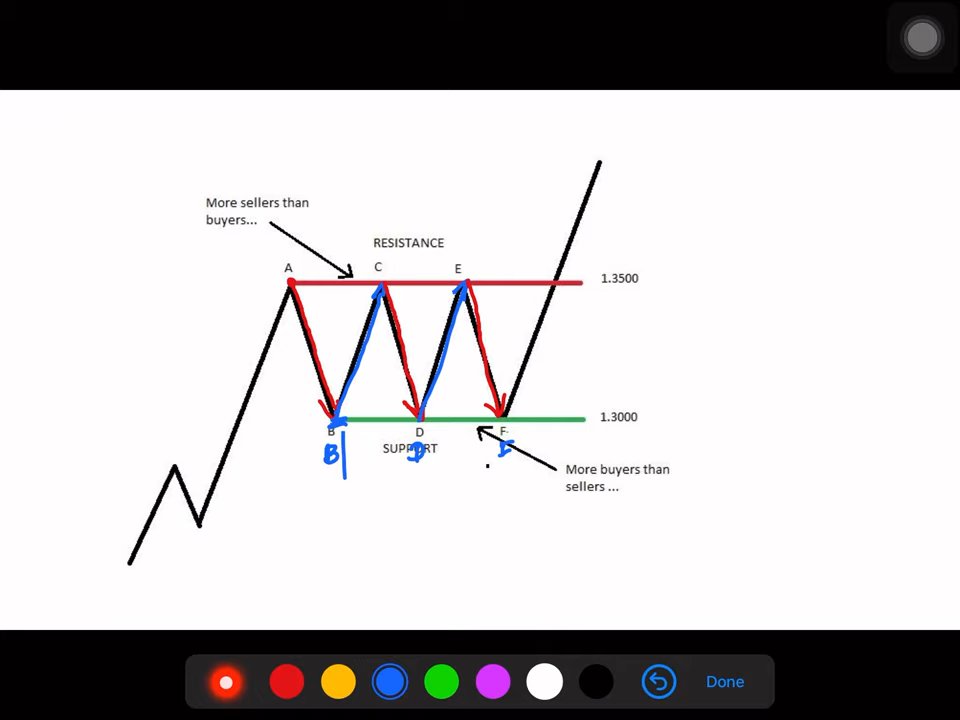 More sellers than
buyers...
RESISTANCE
A
C
E
1.3500
1.3000
B
D
F
SUPPORT
B
D
More buyers than
sellers ...
Done